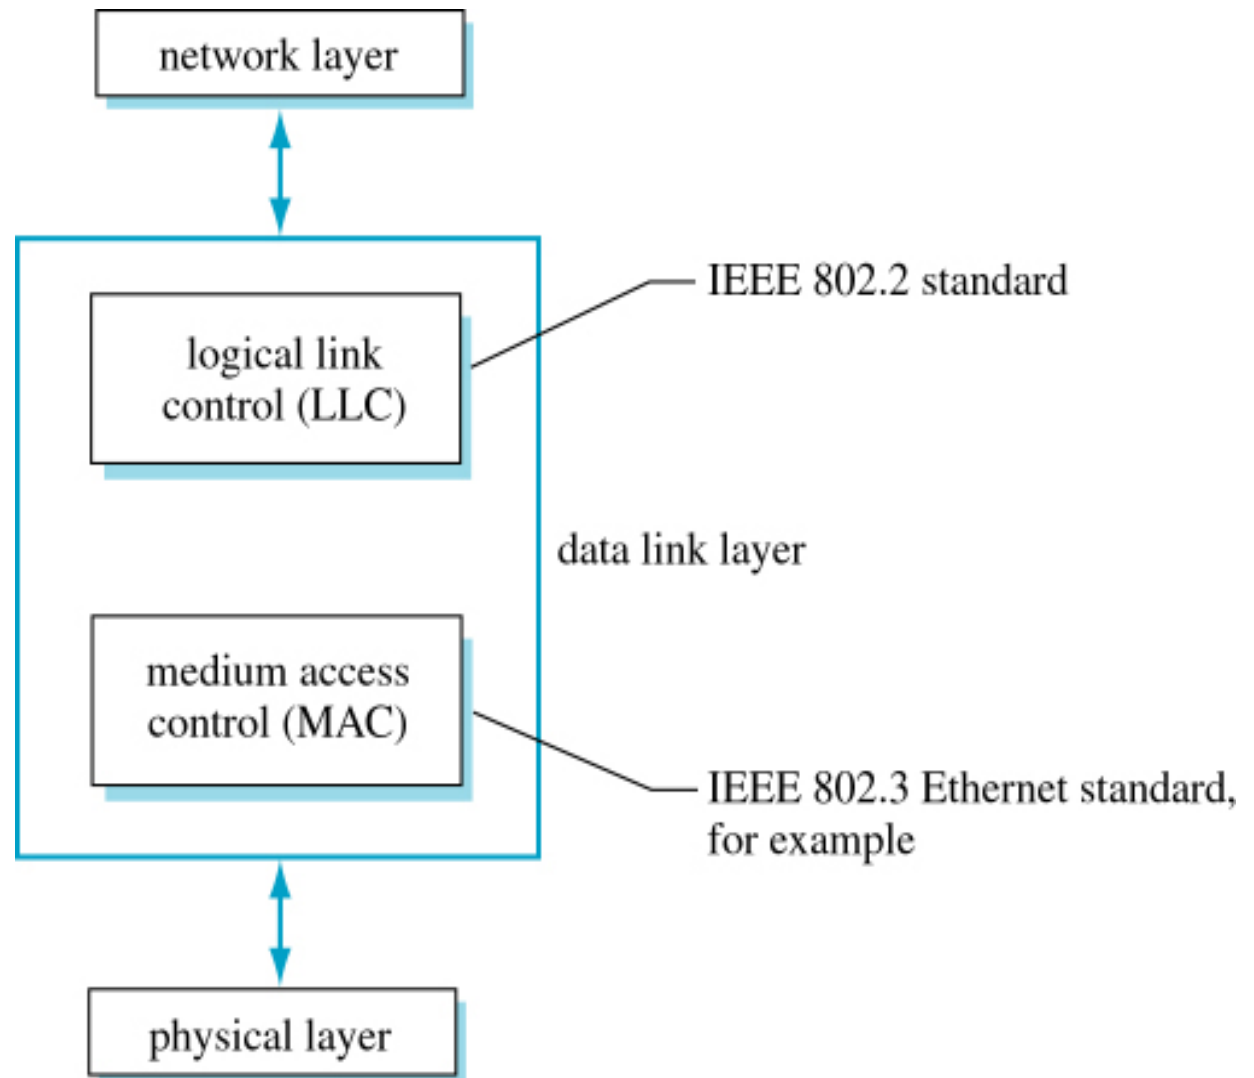 network layer
IEEE 802.2 standard
logical link
control (LLC)
data link layer
medium access
control (MAC)
IEEE 802.3 Ethernet standard,
for example
physical layer